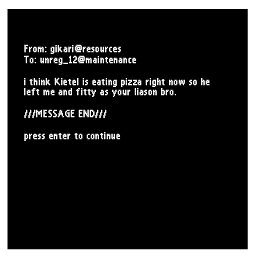 From: gikari@resources
To: unreg_12@maintenance
i think Kietel is eating pizza right now so he
left me and fitty as your liason bro.
///MESSAGE END///
press enter to continue